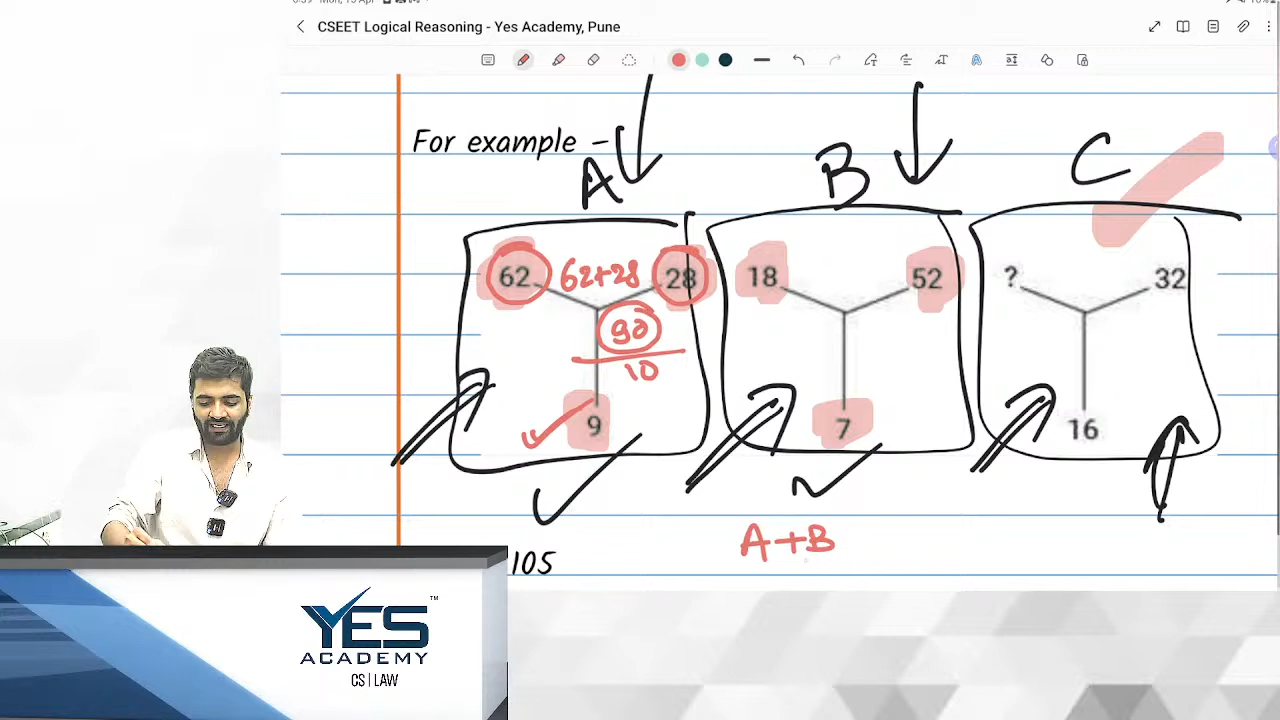 CSEET Logical Reasoning - Yes Academy, Pune
For example -
A B C
62 62+28 28 18 52 ? 32
90
10
9 7 16
A+B
105
YES
ACADEMY
CS | LAW
TM